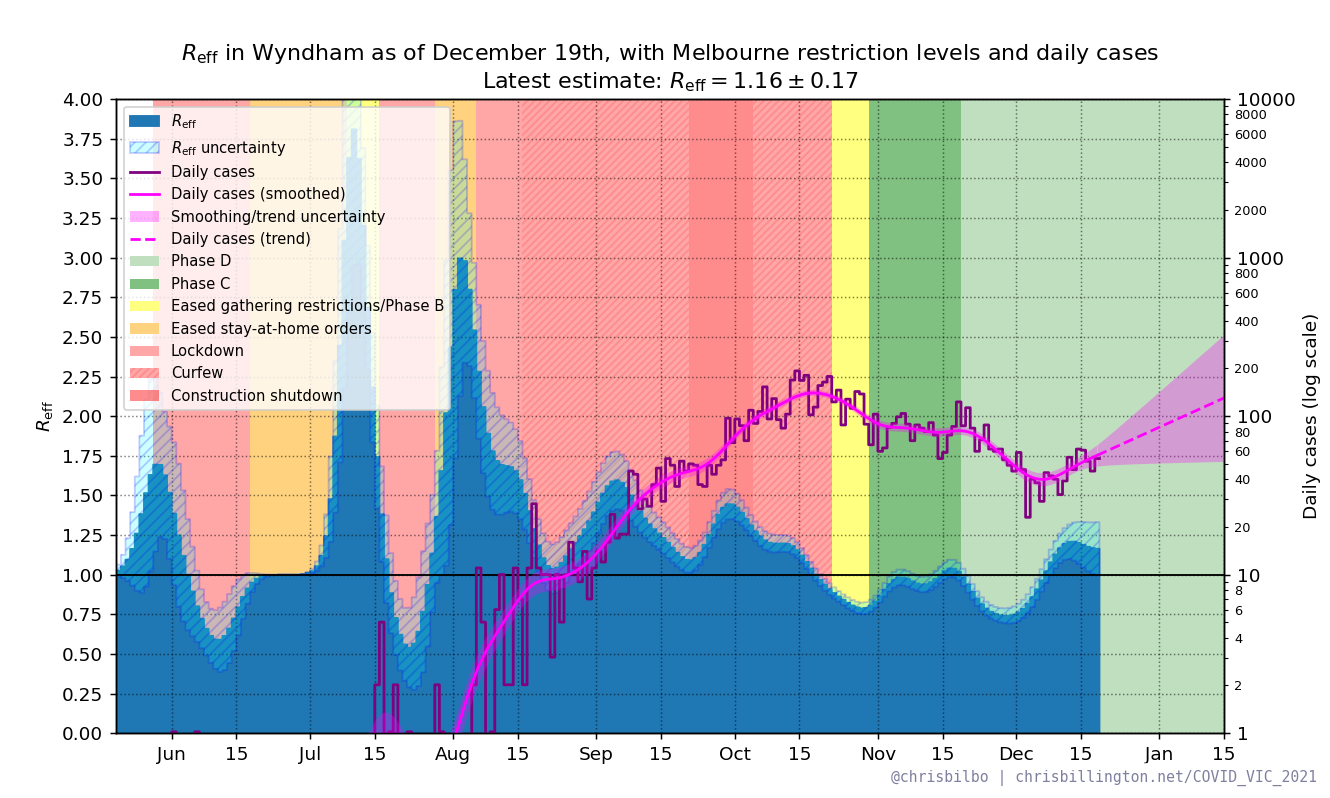 Reff in Wyndham as of December 19th, with Melbourne restriction levels and daily cases
Latest estimate: Reff = 1.16 ± 0.17
4.00
3.75
3.50
3.25
3.00
2.75
2.50
2.25
2.00
1.75
1.50
1.25
1.00
0.75
0.50
0.25
0.00
Reff
Reff
Reff uncertainty
Daily cases
Daily cases (smoothed)
Smoothing/trend uncertainty
Daily cases (trend)
Phase D
Phase C
Eased gathering restrictions/Phase B
Eased stay-at-home orders
Lockdown
Curfew
Construction shutdown
10000
8000
6000
4000
2000
1000
800
600
400
200
100
80
60
40
20
10
8
6
4
2
1
Daily cases (log scale)
Jun 15 Jul 15 Aug 15 Sep 15 Oct 15 Nov 15 Dec 15 Jan 15
@chrisbilbo | chrisbillington.net/COVID_VIC_2021